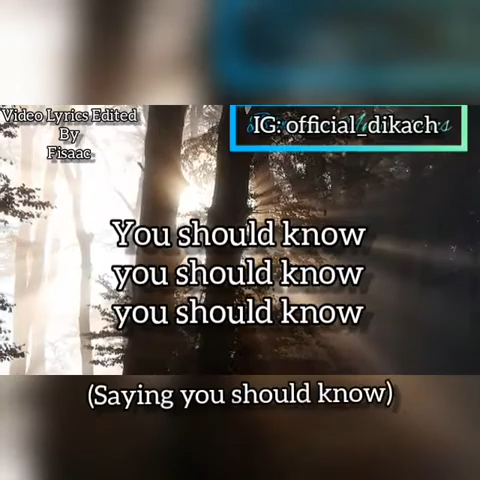 Video Lyrics Edited
By
Fisaac
IG: official_dikach
You should know
you should know
you should know
(Saying you should know)